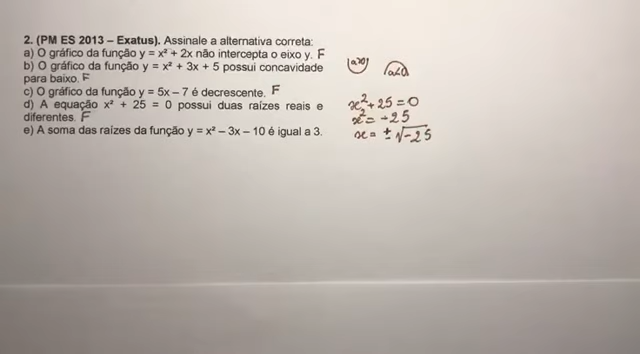 2. (PM ES 2013 – Exatus). Assinale a alternativa correta:
a) O gráfico da função y = x² + 2x não intercepta o eixo y. F
b) O gráfico da função y = x² + 3x + 5 possui concavidade
para baixo. F
c) O gráfico da função y = 5x – 7 é decrescente. F
d) A equação x² + 25 = 0 possui duas raízes reais e
diferentes. F
e) A soma das raízes da função y = x² – 3x – 10 é igual a 3.
a>0
a<0
x²+25=0
x²=-25
x=±√-25